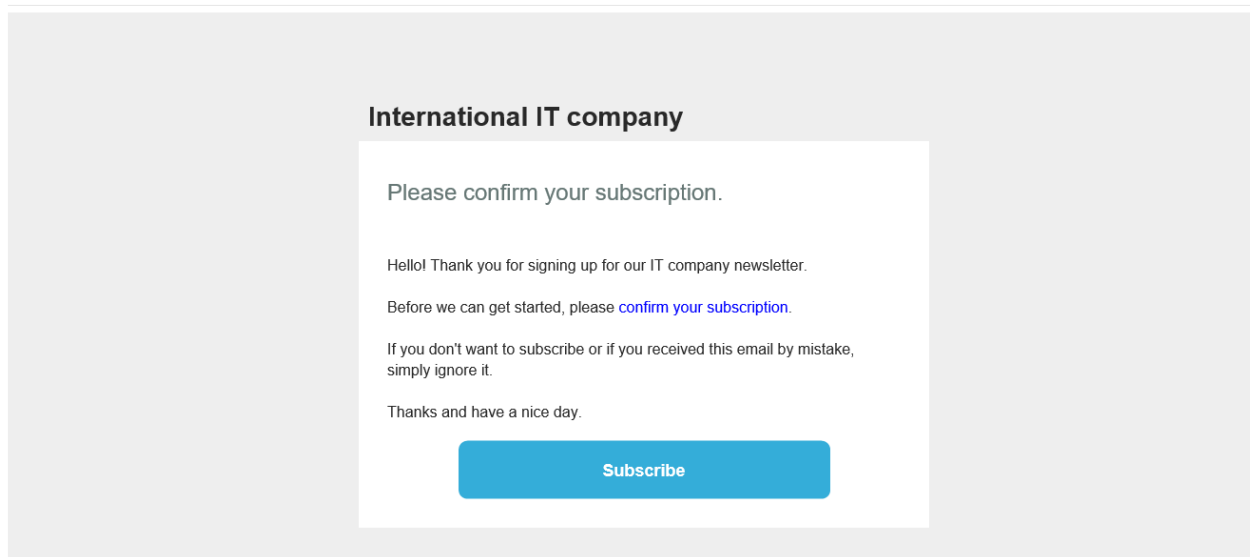 International IT company
Please confirm your subscription.
Hello! Thank you for signing up for our IT company newsletter.
Before we can get started, please confirm your subscription.
If you don't want to subscribe or if you received this email by mistake,
simply ignore it.
Thanks and have a nice day.
Subscribe